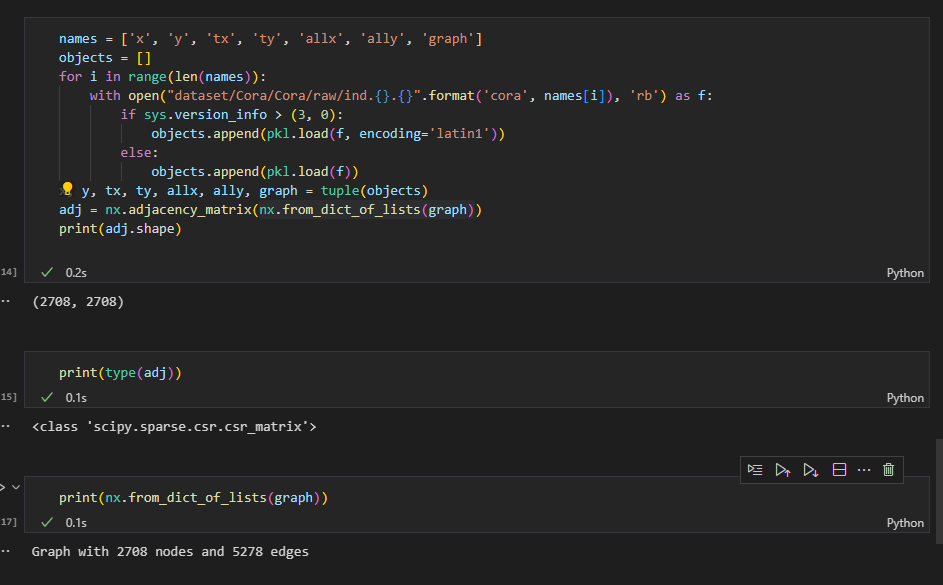 names = ['x', 'y', 'tx', 'ty', 'allx', 'ally', 'graph']
objects = []
for i in range(len(names)):
    with open("dataset/Cora/Cora/raw/ind.{}.{}".format('cora', names[i]), 'rb') as f:
        if sys.version_info > (3, 0):
            objects.append(pkl.load(f, encoding='latin1'))
        else:
            objects.append(pkl.load(f))
y, tx, ty, allx, ally, graph = tuple(objects)
adj = nx.adjacency_matrix(nx.from_dict_of_lists(graph))
print(adj.shape)
14] 0.2s Python
(2708, 2708)
print(type(adj))
15] 0.1s Python
<class 'scipy.sparse.csr.csr_matrix'>
print(nx.from_dict_of_lists(graph))
17] 0.1s Python
Graph with 2708 nodes and 5278 edges